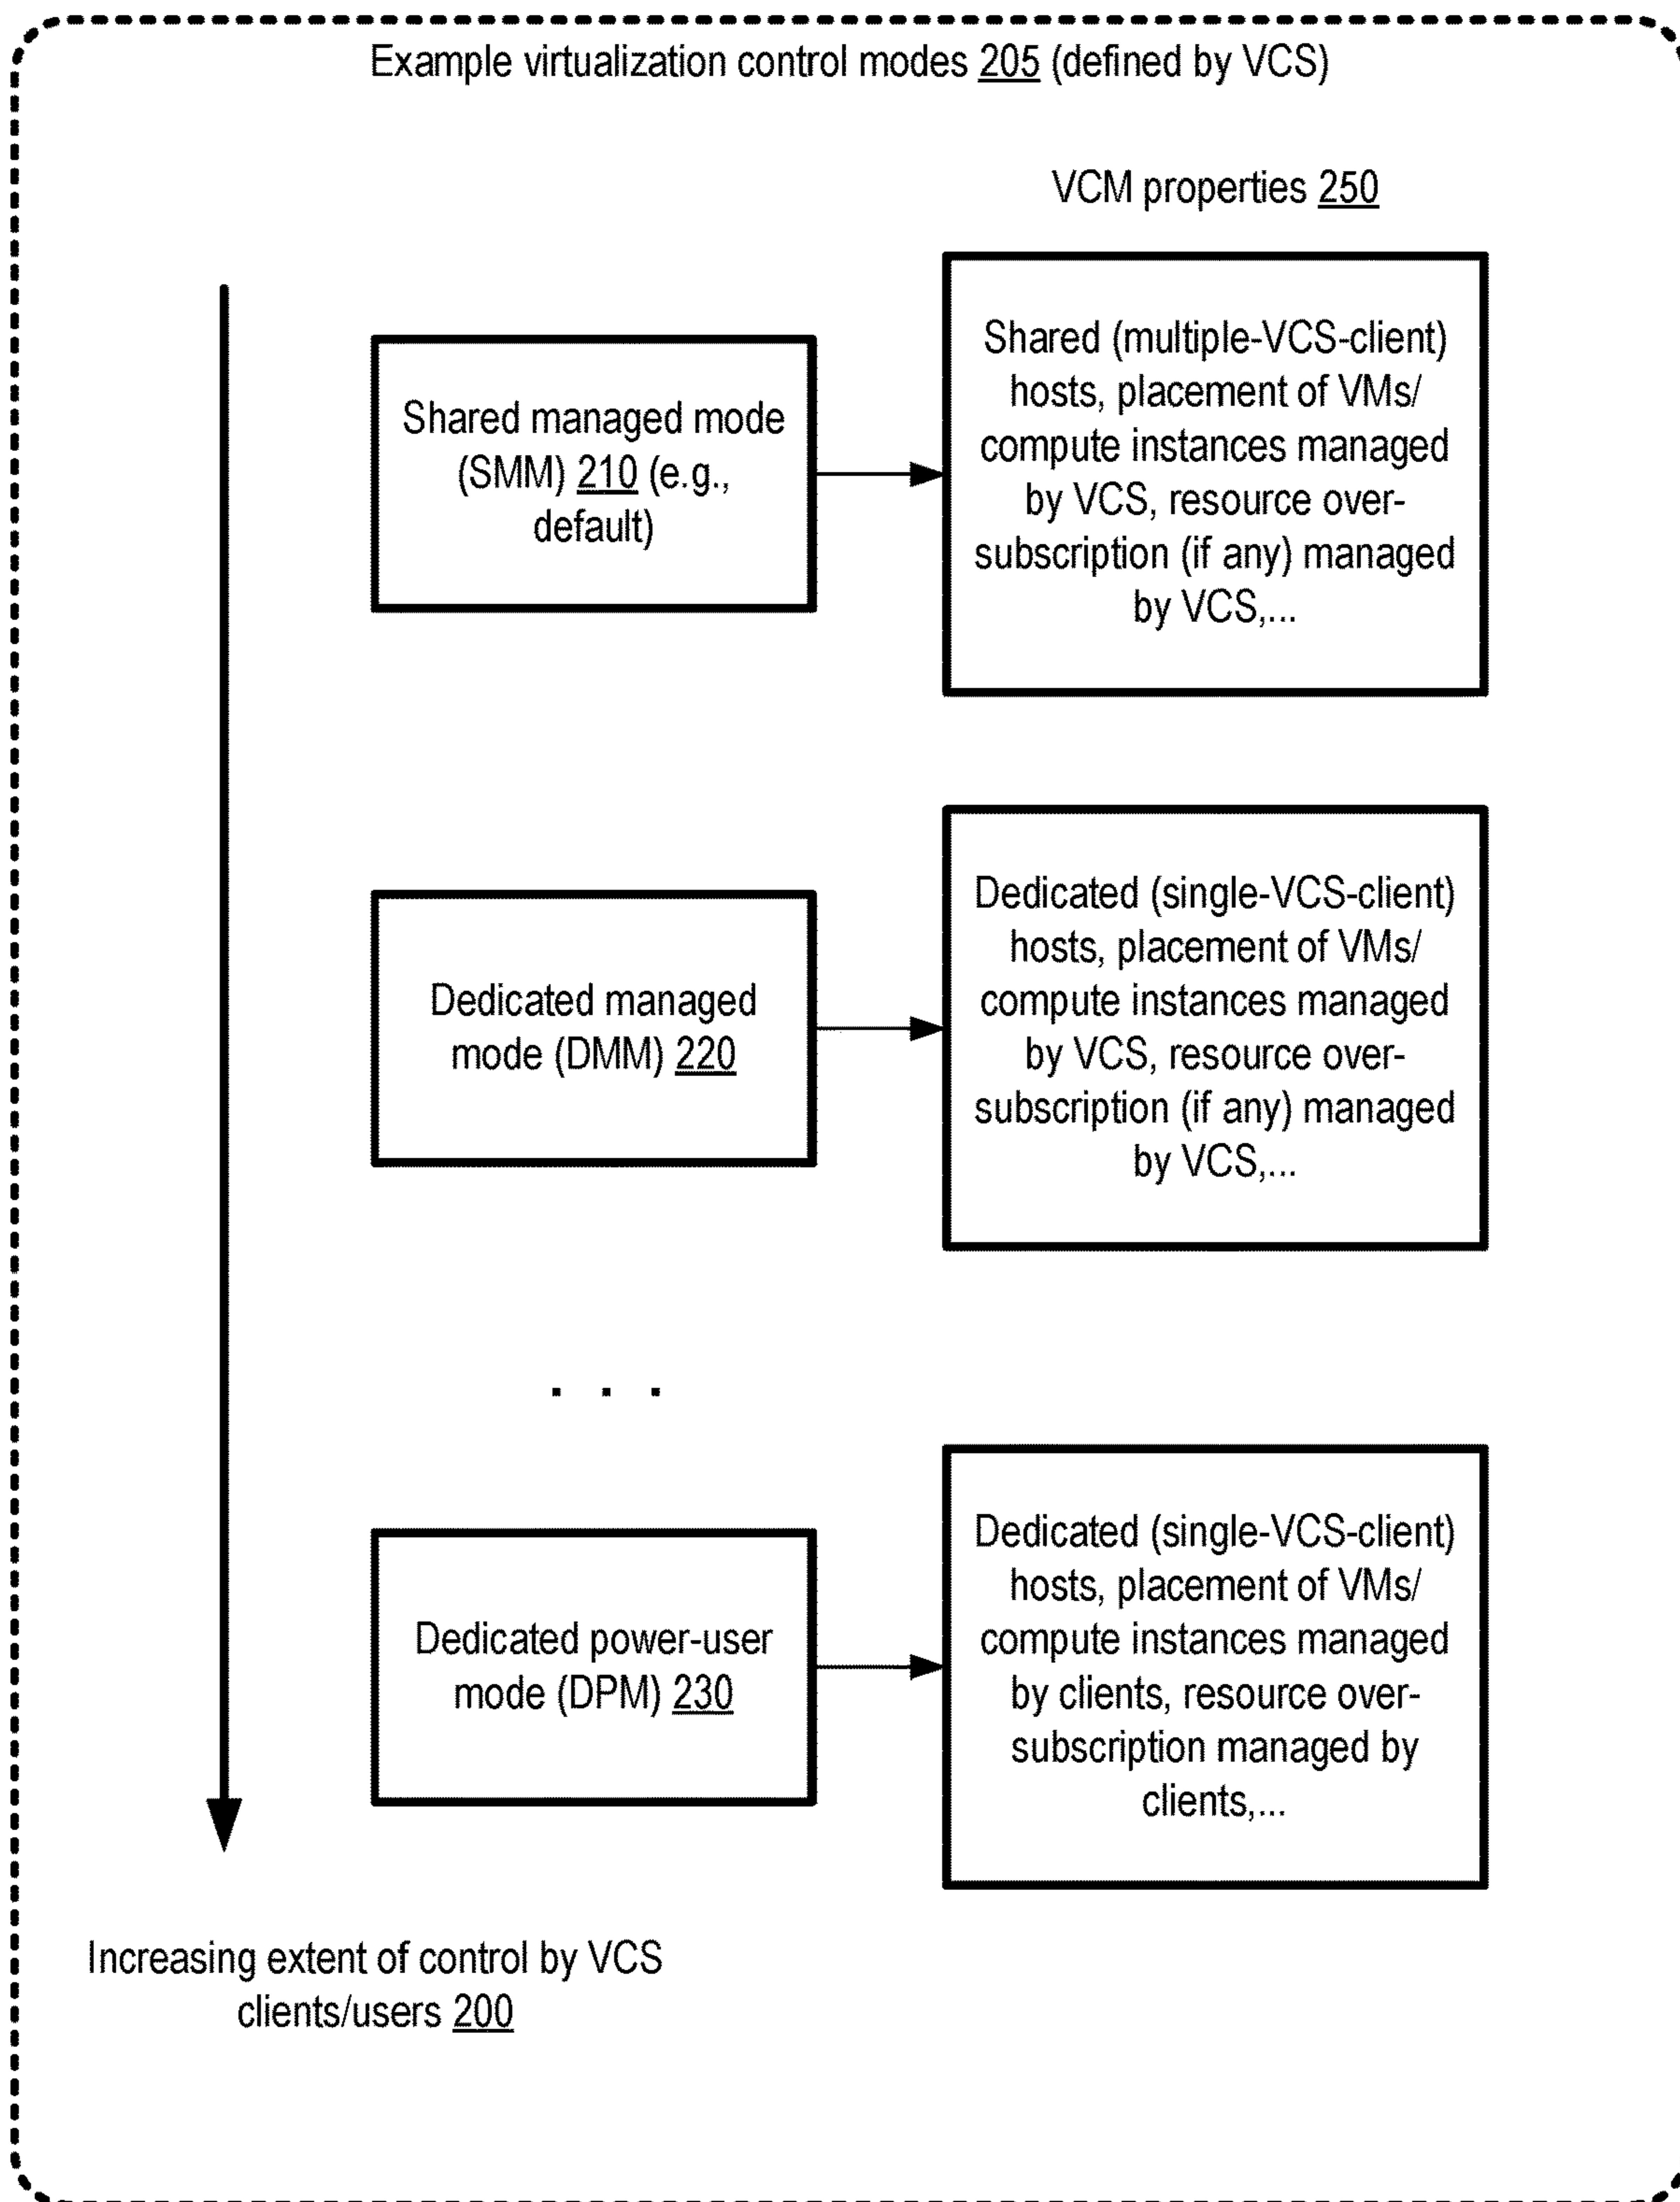 Example virtualization control modes 205 (defined by VCS)
VCM properties 250
Shared managed mode
(SMM) 210 (e.g.,
default)
Shared (multiple-VCS-client)
hosts, placement of VMs/
compute instances managed
by VCS, resource over-
subscription (if any) managed
by VCS,...
Dedicated managed
mode (DMM) 220
Dedicated (single-VCS-client)
hosts, placement of VMs/
compute instances managed
by VCS, resource over-
subscription (if any) managed
by VCS,...
. . .
Dedicated power-user
mode (DPM) 230
Dedicated (single-VCS-client)
hosts, placement of VMs/
compute instances managed
by clients, resource over-
subscription managed by
clients,...
Increasing extent of control by VCS
clients/users 200